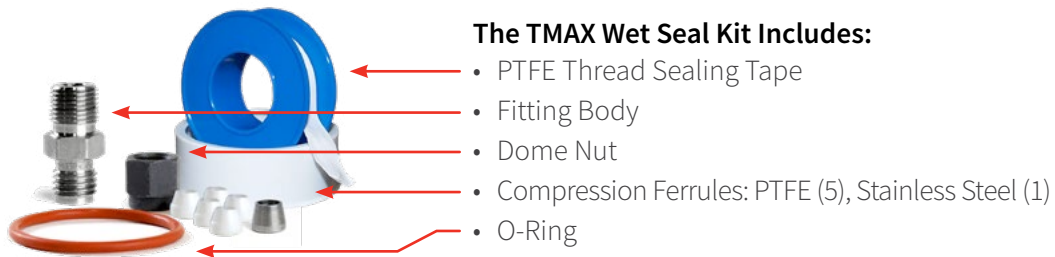 The TMAX Wet Seal Kit Includes:
• PTFE Thread Sealing Tape
• Fitting Body
• Dome Nut
• Compression Ferrules: PTFE (5), Stainless Steel (1)
• O-Ring